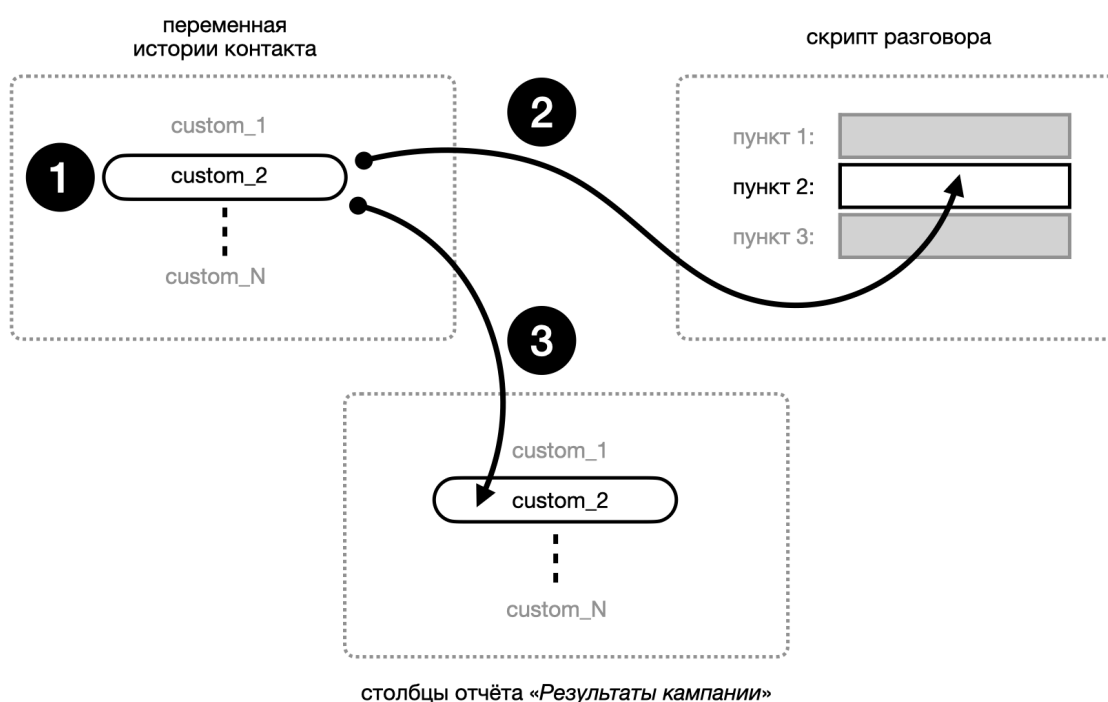 переменная
истории контакта
custom_1
1
custom_2
custom_N
2
скрипт разговора
пункт 1:
пункт 2:
пункт 3:
3
custom_1
custom_2
custom_N
столбцы отчёта «Результаты кампании»